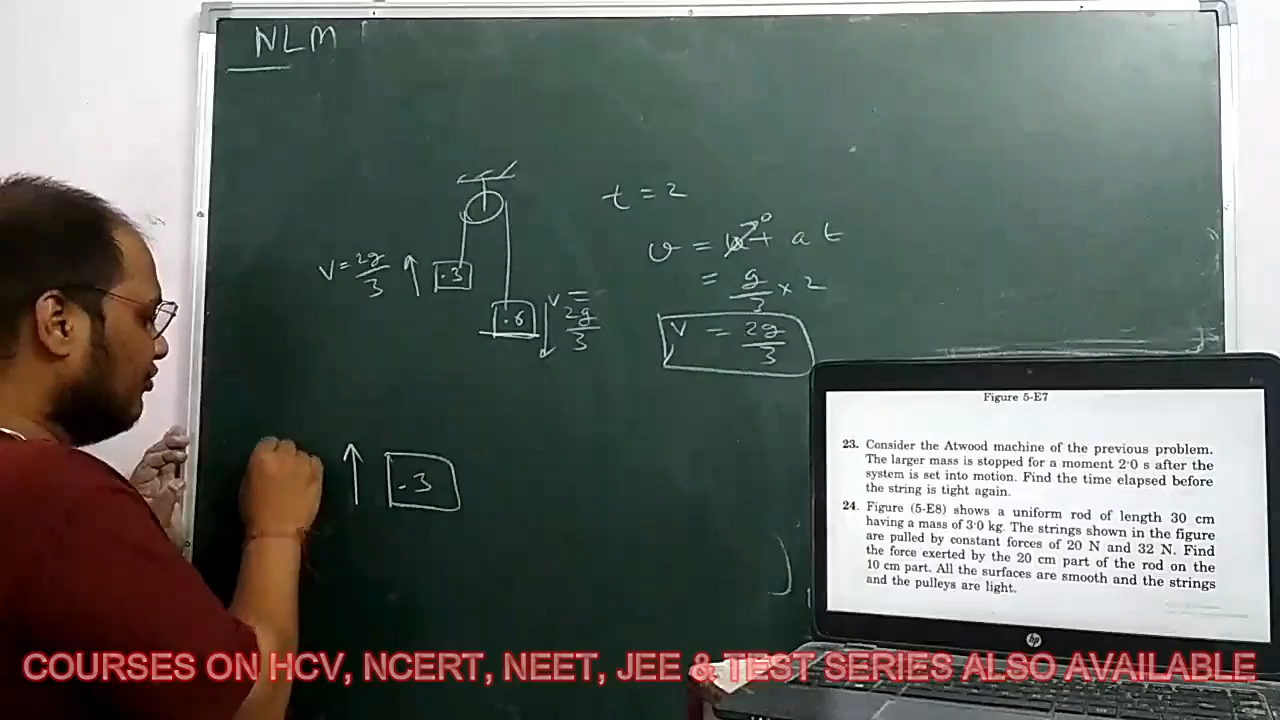 NLM
t = 2
v = u⁰ + at
= g/3 × 2
v = 2g/3
V = 2g/3
.3
.6
v = 2g/3
.3
Figure 5-E7
23. Consider the Atwood machine of the previous problem.
The larger mass is stopped for a moment 2·0 s after the
system is set into motion. Find the time elapsed before
the string is tight again.
24. Figure (5-E8) shows a uniform rod of length 30 cm
having a mass of 3·0 kg. The strings shown in the figure
are pulled by constant forces of 20 N and 32 N. Find
the force exerted by the 20 cm part of the rod on the
10 cm part. All the surfaces are smooth and the strings
and the pulleys are light.
hp
COURSES ON HCV, NCERT, NEET, JEE & TEST SERIES ALSO AVAILABLE